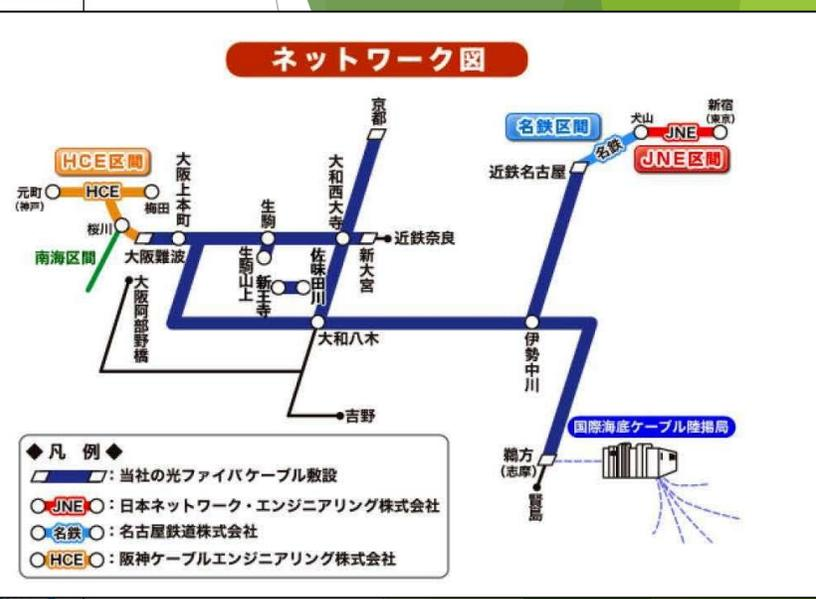 ネットワーク図
京都
新宿
(東京)
犬山
名鉄区間
JNE
名鉄
JNE区間
近鉄名古屋
HCE区間
大阪上本町
大和西大寺
元町
(神戸)
HCE
梅田
生駒
桜川
近鉄奈良
南海区間
大阪難波
生駒山上
新王寺
佐味田川
新大宮
大阪阿部野橋
大和八木
伊勢中川
吉野
国際海底ケーブル陸揚局
鵜方
(志摩)
賢島
◆凡 例◆
：当社の光ファイバケーブル敷設
JNE：日本ネットワーク・エンジニアリング株式会社
名鉄：名古屋鉄道株式会社
HCE：阪神ケーブルエンジニアリング株式会社